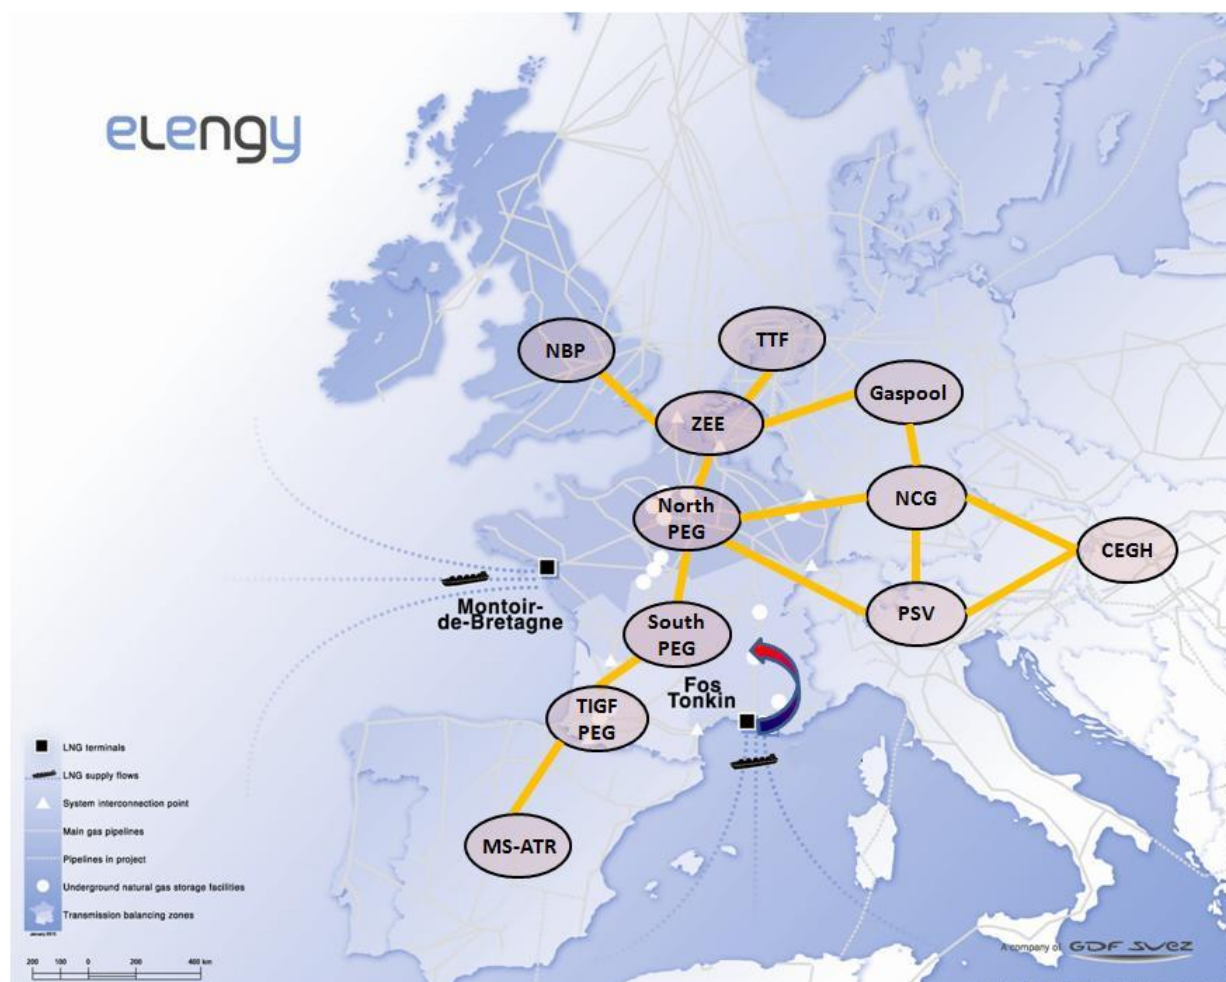 eLengy
NBP
TTF
Gaspool
ZEE
NCG
North
PEG
CEGH
Montoir-
de-Bretagne
PSV
South
PEG
Fos
Tonkin
TIGF
PEG
MS-ATR
LNG terminals
LNG supply flows
System interconnection point
Main gas pipelines
Pipelines in project
Underground natural gas storage facilities
Transmission balancing zones
200 100 0 200 400 km
A company of GDF SUEZ